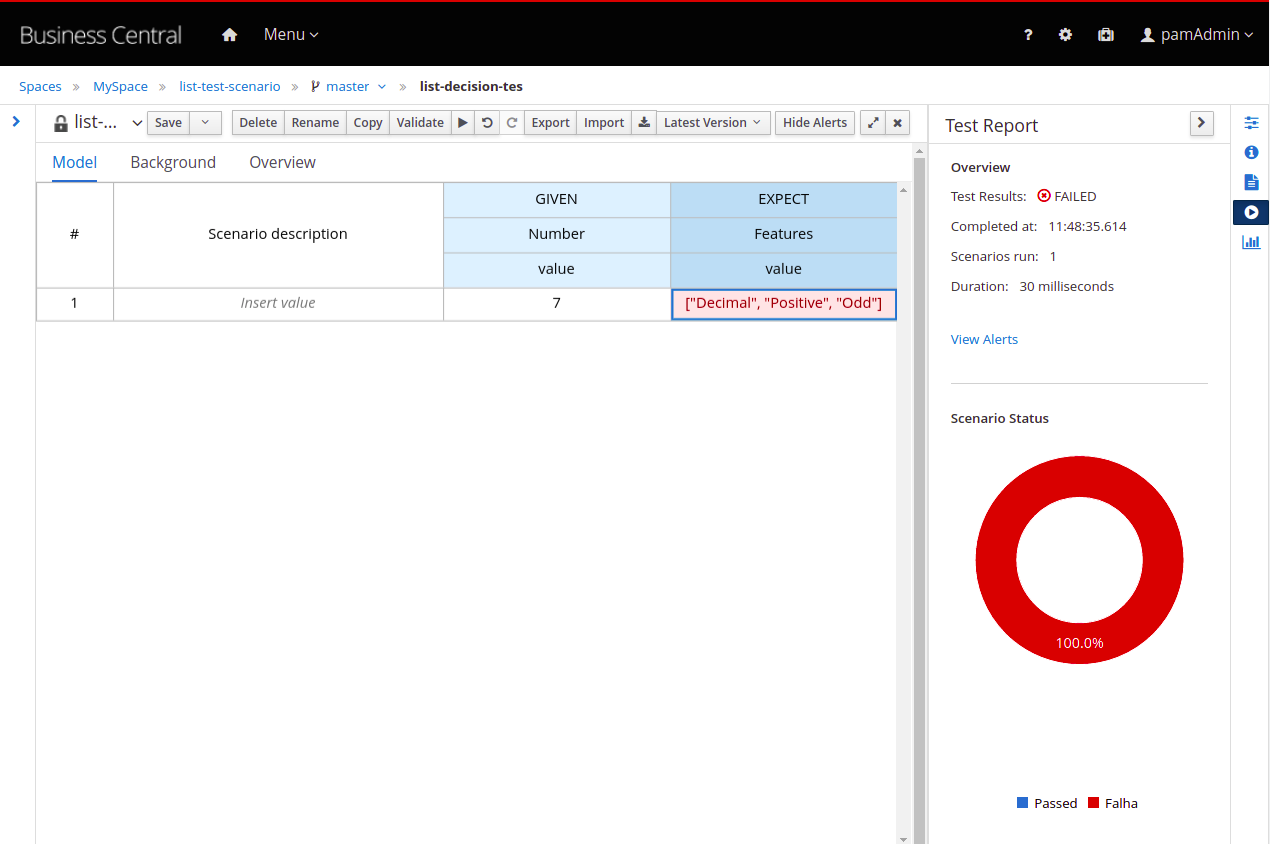 Business Central Menu ? pamAdmin
Spaces » MySpace » list-test-scenario » master » list-decision-tes
list-... Save Delete Rename Copy Validate Export Import Latest Version Hide Alerts
Model Background Overview
# Scenario description GIVEN EXPECT
Number Features
value value
1 Insert value 7 ["Decimal", "Positive", "Odd"]
Test Report
Overview
Test Results: FAILED
Completed at: 11:48:35.614
Scenarios run: 1
Duration: 30 milliseconds
View Alerts
Scenario Status
100.0%
Passed Falha